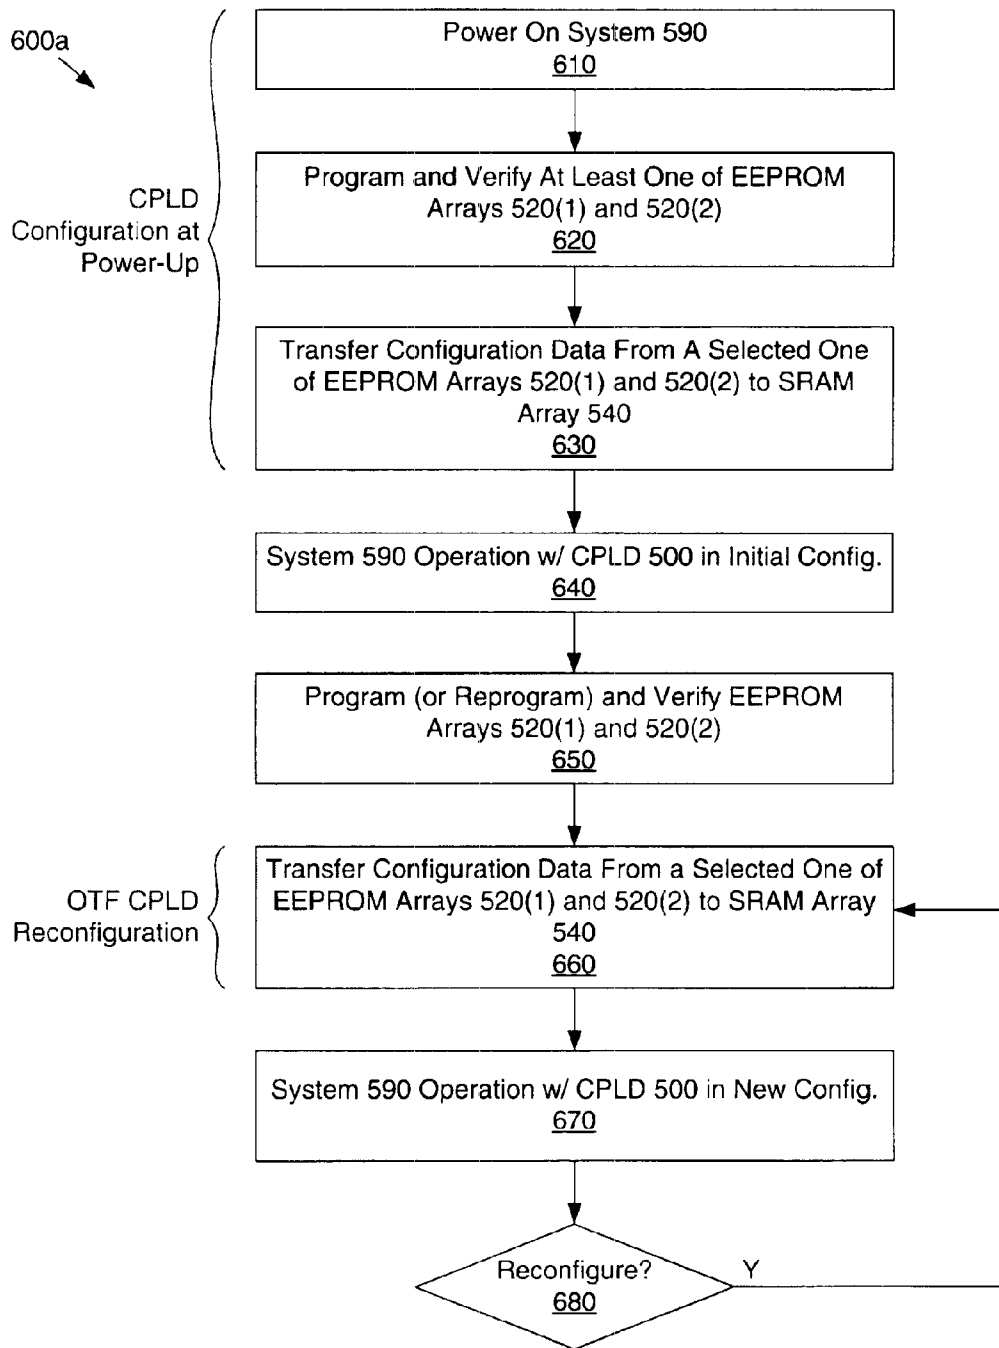 600a
Power On System 590
610
CPLD
Configuration at
Power-Up
Program and Verify At Least One of EEPROM
Arrays 520(1) and 520(2)
620
Transfer Configuration Data From A Selected One
of EEPROM Arrays 520(1) and 520(2) to SRAM
Array 540
630
System 590 Operation w/ CPLD 500 in Initial Config.
640
Program (or Reprogram) and Verify EEPROM
Arrays 520(1) and 520(2)
650
OTF CPLD
Reconfiguration
Transfer Configuration Data From a Selected One of
EEPROM Arrays 520(1) and 520(2) to SRAM Array
540
660
System 590 Operation w/ CPLD 500 in New Config.
670
Reconfigure?
680
Y